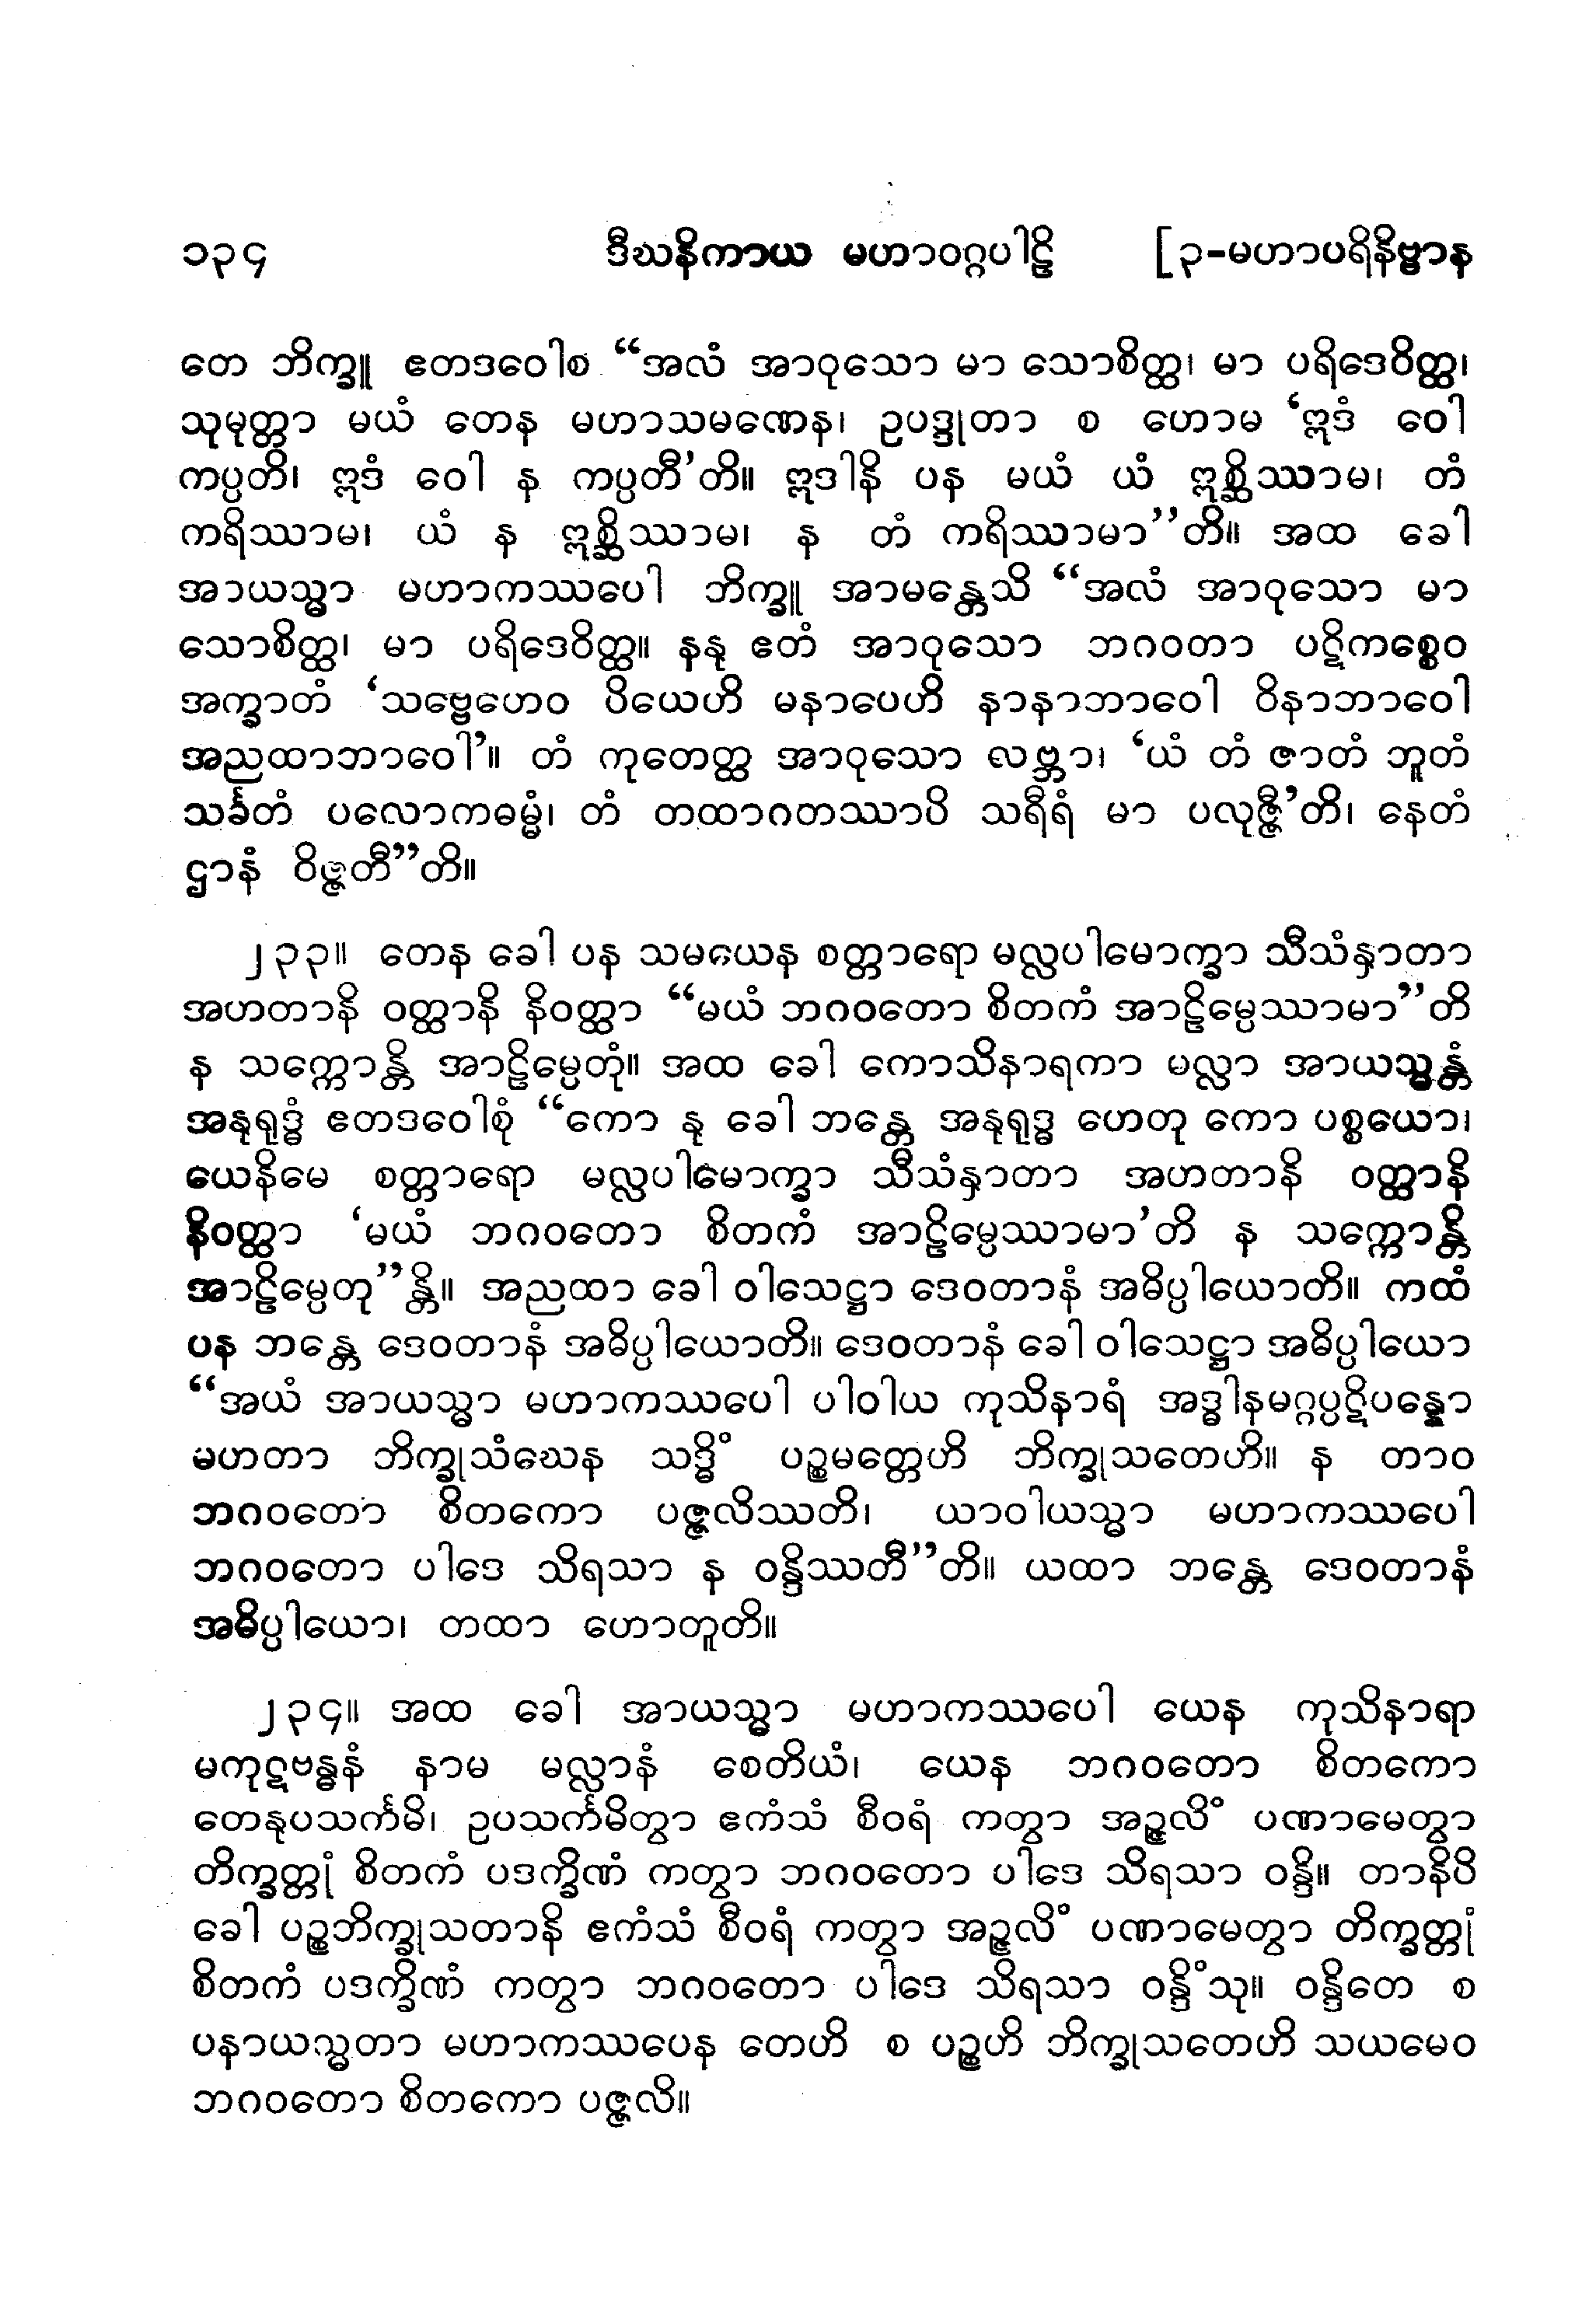 ၁၃၄ ဒီဃနိကာယ မဟာဝဂ္ဂပါဠိ [၃-မဟာပရိနိဗ္ဗာန
တေ ဘိက္ခူ ဧတဒဝေါစ “အလံ အာဝုသော မာ သောစိတ္ထ၊ မာ ပရိဒေဝိတ္ထ၊
သုမုတ္တာ မယံ တေန မဟာသမဏေန၊ ဥပဒ္ဒုတာ စ ဟောမ ‘ဣဒံ ဝေါ
ကပ္ပတိ၊ ဣဒံ ဝေါ န ကပ္ပတီ’တိ။ ဣဒါနိ ပန မယံ ယံ ဣစ္ဆိဿာမ၊ တံ
ကရိဿာမ၊ ယံ န ဣစ္ဆိဿာမ၊ န တံ ကရိဿာမာ”တိ။ အထ ခေါ
အာယသ္မာ မဟာကဿပေါ ဘိက္ခူ အာမန္တေသိ “အလံ အာဝုသော မာ
သောစိတ္ထ၊ မာ ပရိဒေဝိတ္ထ။ နနု ဧတံ အာဝုသော ဘဂဝတာ ပဋိကစ္စေဝ
အက္ခာတံ ‘သဗ္ဗေဟေဝ ပိယေဟိ မနာပေဟိ နာနာဘာဝေါ ဝိနာဘာဝေါ
အညထာဘာဝေါ’။ တံ ကုတေတ္ထ အာဝုသော လဗ္ဘာ၊ ‘ယံ တံ ဇာတံ ဘူတံ
သင်္ခတံ ပလောကဓမ္မံ၊ တံ တထာဂတဿာပိ သရီရံ မာ ပလုဇ္ဇီ’တိ၊ နေတံ
ဌာနံ ဝိဇ္ဇတီ”တိ။
၂၃၃။ တေန ခေါ ပန သမယေန စတ္တာရော မလ္လပါမောက္ခာ သီသံနှာတာ
အဟတာနိ ဝတ္ထာနိ နိဝတ္ထာ “မယံ ဘဂဝတော စိတကံ အာဠိမ္ပေဿာမာ”တိ
န သက္ကောန္တိ အာဠိမ္ပေတုံ။ အထ ခေါ ကောသိနာရကာ မလ္လာ အာယသ္မန္တံ
အနုရုဒ္ဓံ ဧတဒဝေါစုံ “ကော နု ခေါ ဘန္တေ အနုရုဒ္ဓ ဟေတု ကော ပစ္စယော၊
ယေနိမေ စတ္တာရော မလ္လပါမောက္ခာ သီသံနှာတာ အဟတာနိ ဝတ္ထာနိ
နိဝတ္ထာ ‘မယံ ဘဂဝတော စိတကံ အာဠိမ္ပေဿာမာ’တိ န သက္ကောန္တိ
အာဠိမ္ပေတု”န္တိ။ အညထာ ခေါ ဝါသေဋ္ဌာ ဒေဝတာနံ အဓိပ္ပါယောတိ။ ကထံ
ပန ဘန္တေ ဒေဝတာနံ အဓိပ္ပါယောတိ။ ဒေဝတာနံ ခေါ ဝါသေဋ္ဌာ အဓိပ္ပါယော
“အယံ အာယသ္မာ မဟာကဿပေါ ပါဝါယ ကုသိနာရံ အဒ္ဓါနမဂ္ဂပ္ပဋိပန္နော
မဟတာ ဘိက္ခုသံဃေန သဒ္ဓိံ ပဉ္စမတ္တေဟိ ဘိက္ခုသတေဟိ။ န တာဝ
ဘဂဝတော စိတကော ပဇ္ဇလိဿတိ၊ ယာဝါယသ္မာ မဟာကဿပေါ
ဘဂဝတော ပါဒေ သိရသာ န ဝန္ဒိဿတီ”တိ။ ယထာ ဘန္တေ ဒေဝတာနံ
အဓိပ္ပါယော၊ တထာ ဟောတူတိ။
၂၃၄။ အထ ခေါ အာယသ္မာ မဟာကဿပေါ ယေန ကုသိနာရာ
မကုဋဗန္ဓနံ နာမ မလ္လာနံ စေတိယံ၊ ယေန ဘဂဝတော စိတကော
တေနုပသင်္ကမိ၊ ဥပသင်္ကမိတွာ ဧကံသံ စီဝရံ ကတွာ အဉ္ဇလိံ ပဏာမေတွာ
တိက္ခတ္တုံ စိတကံ ပဒက္ခိဏံ ကတွာ ဘဂဝတော ပါဒေ သိရသာ ဝန္ဒိ။ တာနိပိ
ခေါ ပဉ္စဘိက္ခုသတာနိ ဧကံသံ စီဝရံ ကတွာ အဉ္ဇလိံ ပဏာမေတွာ တိက္ခတ္တုံ
စိတကံ ပဒက္ခိဏံ ကတွာ ဘဂဝတော ပါဒေ သိရသာ ဝန္ဒိံသု။ ဝန္ဒိတေ စ
ပနာယသ္မတာ မဟာကဿပေန တေဟိ စ ပဉ္စဟိ ဘိက္ခုသတေဟိ သယမေဝ
ဘဂဝတော စိတကော ပဇ္ဇလိ။